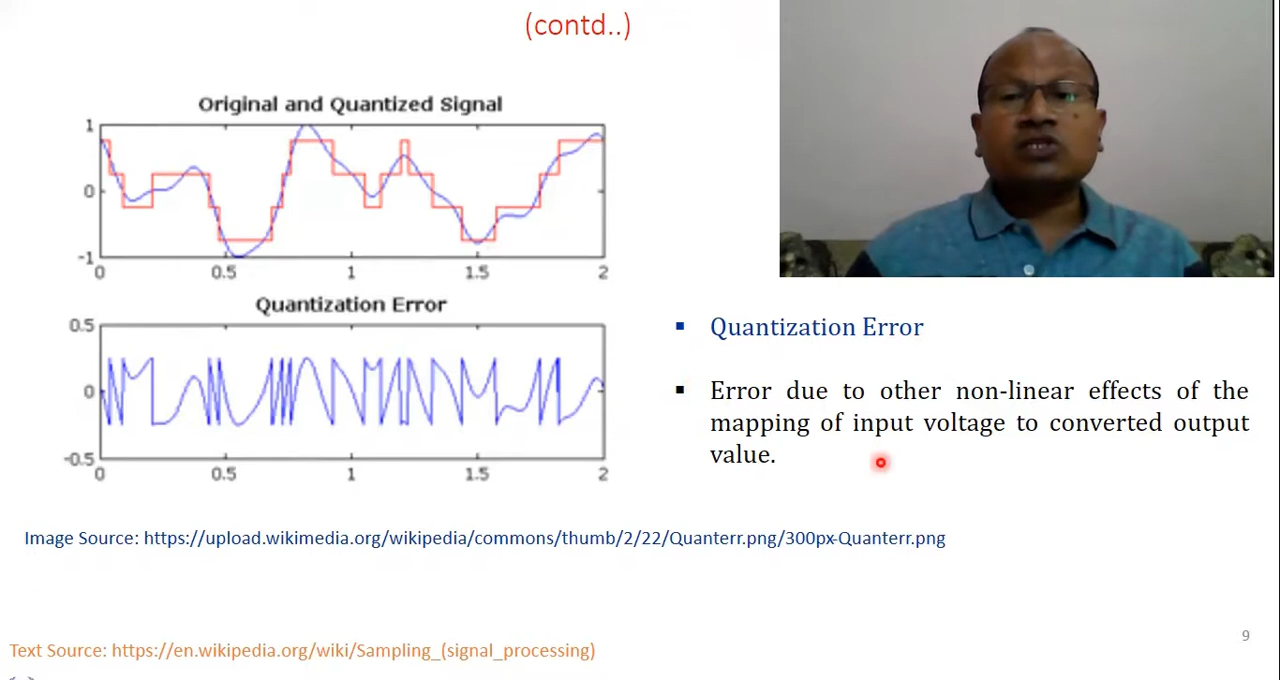 (contd..)
Original and Quantized Signal
1
0
-1
0 0.5 1 1.5 2
Quantization Error
0.5
0
-0.5
0 0.5 1 1.5 2
▪ Quantization Error
▪ Error due to other non-linear effects of the
mapping of input voltage to converted output
value.
Image Source: https://upload.wikimedia.org/wikipedia/commons/thumb/2/22/Quanterr.png/300px-Quanterr.png
9
Text Source: https://en.wikipedia.org/wiki/Sampling_(signal_processing)